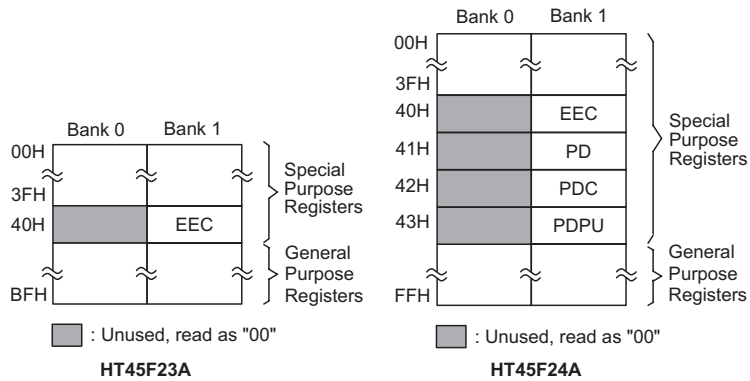 Bank 0 Bank 1
00H
3FH
40H EEC
BFH
Special
Purpose
Registers
General
Purpose
Registers
: Unused, read as "00"
HT45F23A
Bank 0 Bank 1
00H
3FH
40H EEC
41H PD
42H PDC
43H PDPU
FFH
Special
Purpose
Registers
General
Purpose
Registers
: Unused, read as "00"
HT45F24A